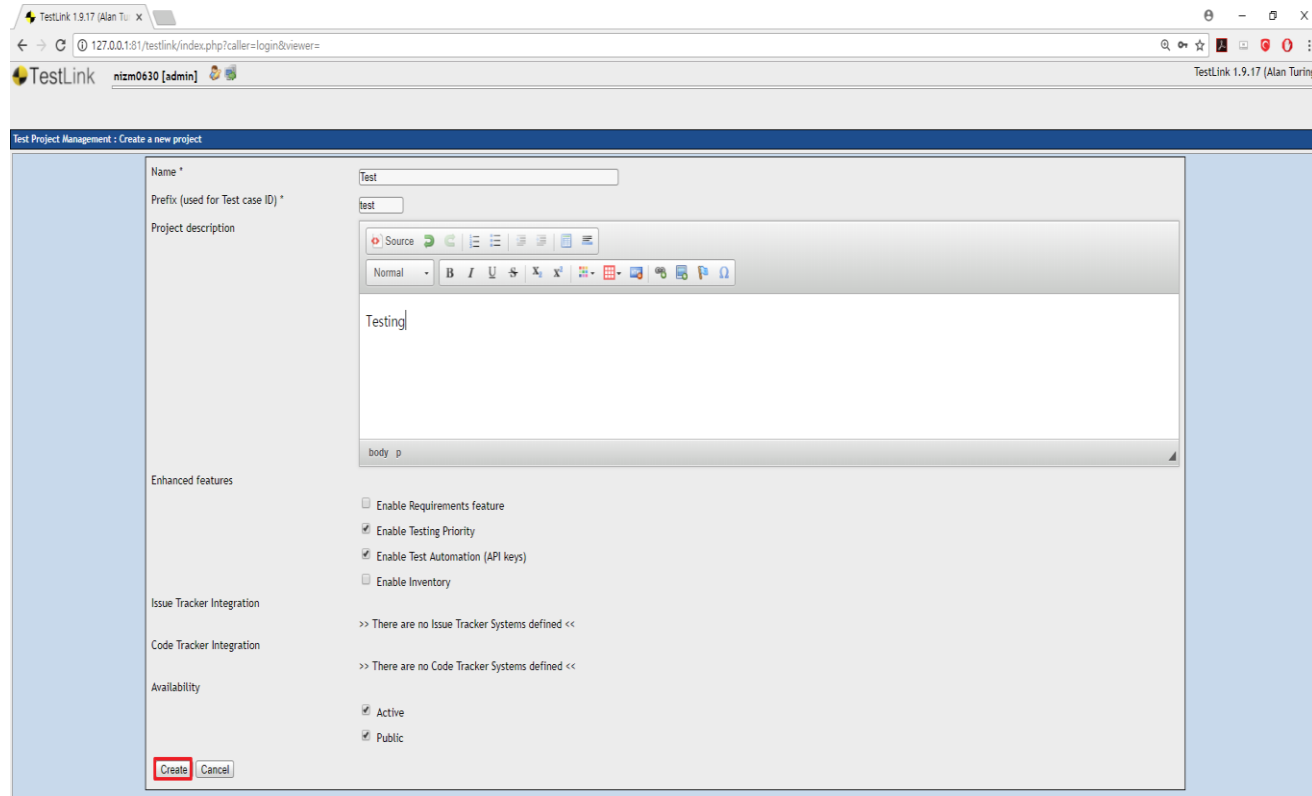 TestLink 1.9.17 (Alan Tu
127.0.0.1:81/testlink/index.php?caller=login&viewer=
TestLink nizm0630 [admin] TestLink 1.9.17 (Alan Turing
Test Project Management : Create a new project
Name *
Test
Prefix (used for Test case ID) *
test
Project description
Source
Normal B I U S X₂ X² Ω
Testing
body p
Enhanced features
Enable Requirements feature
Enable Testing Priority
Enable Test Automation (API keys)
Enable Inventory
Issue Tracker Integration
>> There are no Issue Tracker Systems defined <<
Code Tracker Integration
>> There are no Code Tracker Systems defined <<
Availability
Active
Public
Create Cancel